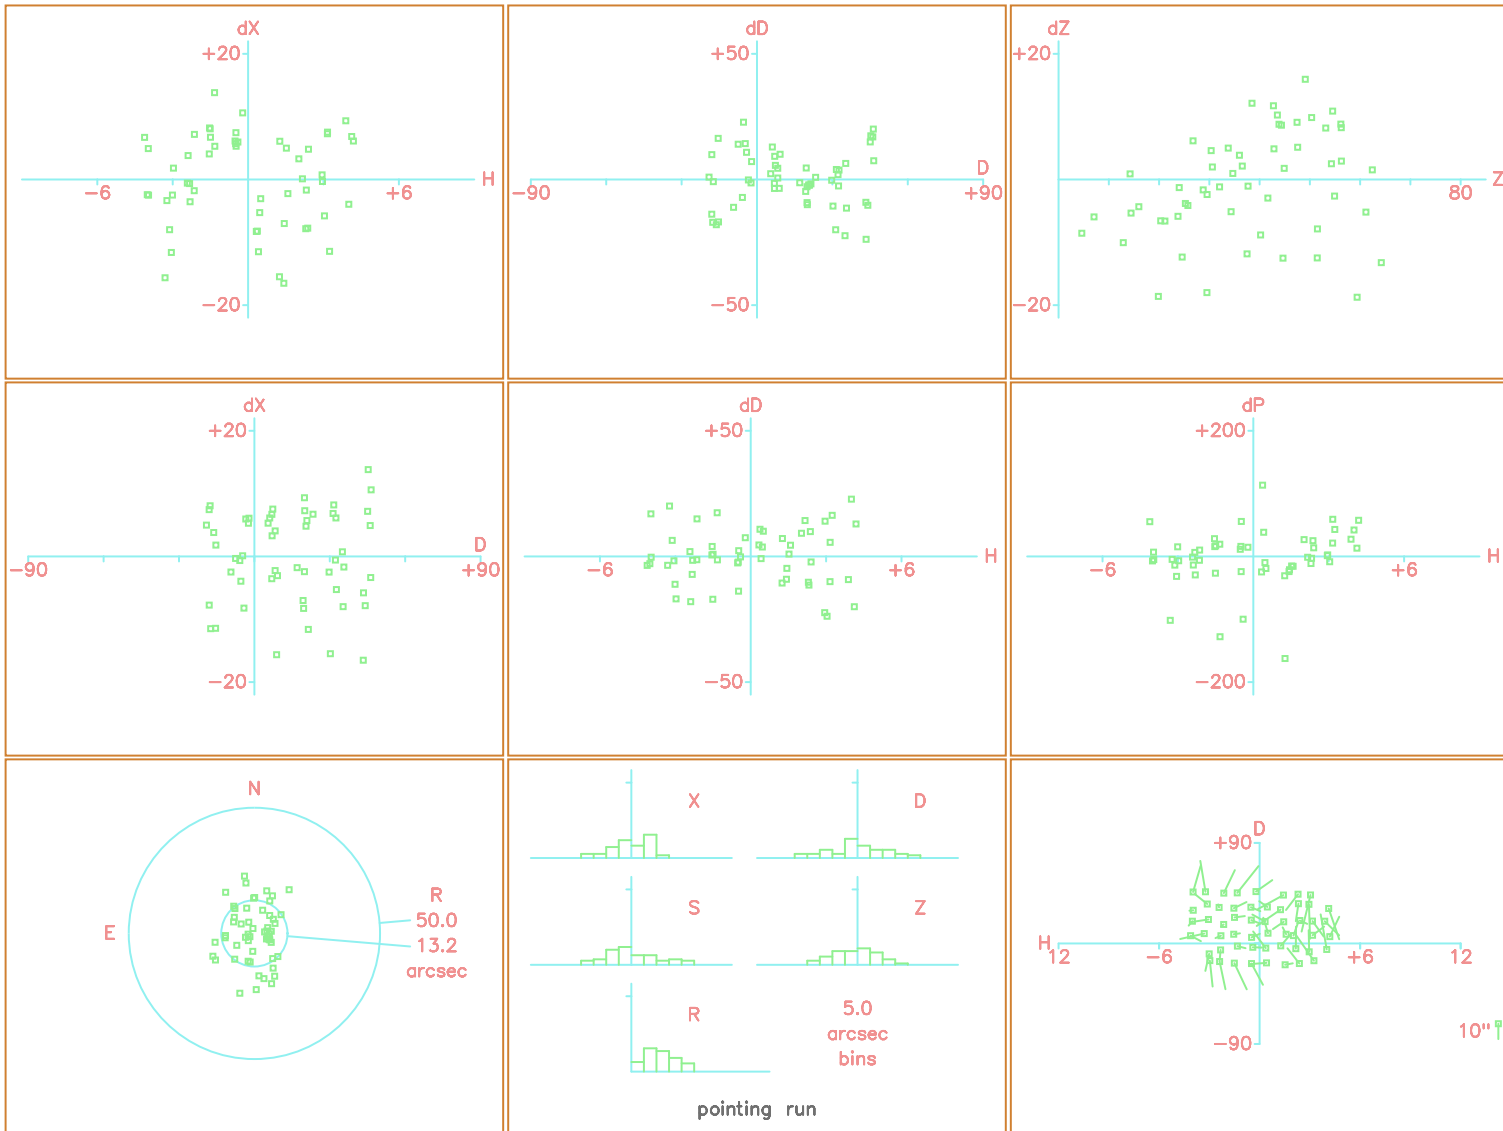 dX
+20
H
-6
+6
-20
dD
+50
D
-90
+90
-50
dZ
+20
Z
80
-20
dX
+20
D
-90
+90
-20
dD
+50
H
-6
+6
-50
dP
+200
H
-6
+6
-200
N
E
R
50.0
13.2
arcsec
X
D
S
Z
R
5.0
arcsec
bins
pointing run
D
+90
H
12
-6
+6
12
-90
10"